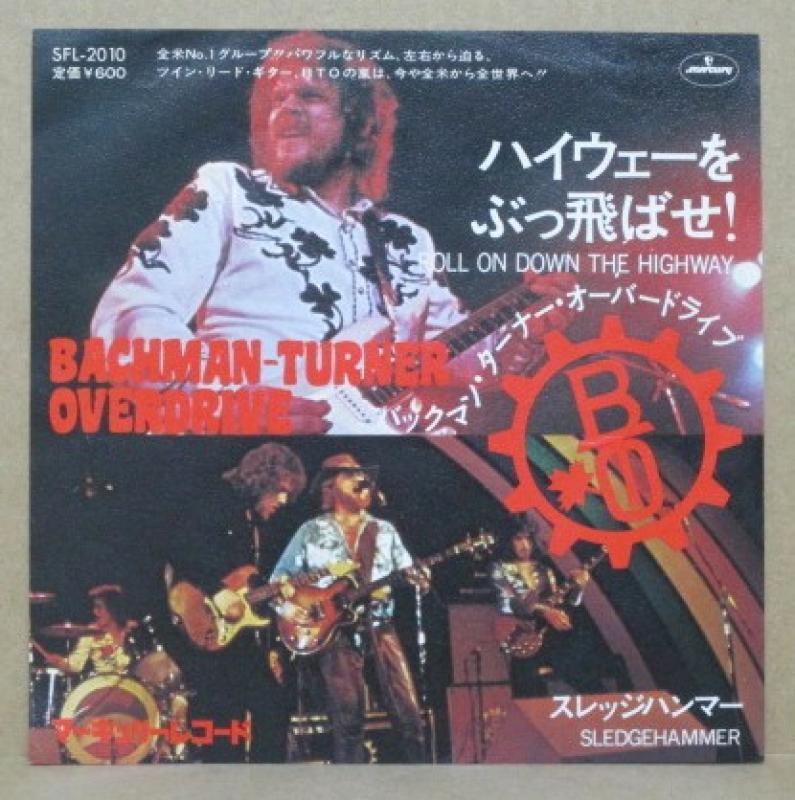 SFL-2010
定価¥600
全米No.1グループ!!パワフルなリズム、左右から迫る、
ツイン・リード・ギター、BTOの嵐は、今や全米から全世界へ!!
mercury
ハイウェーを
ぶっ飛ばせ!
ROLL ON DOWN THE HIGHWAY
バックマン・ターナー・オーバードライブ
BACHMAN-TURNER
OVERDRIVE
BTO
スレッジハンマー
SLEDGEHAMMER
マーキュリー・レコード